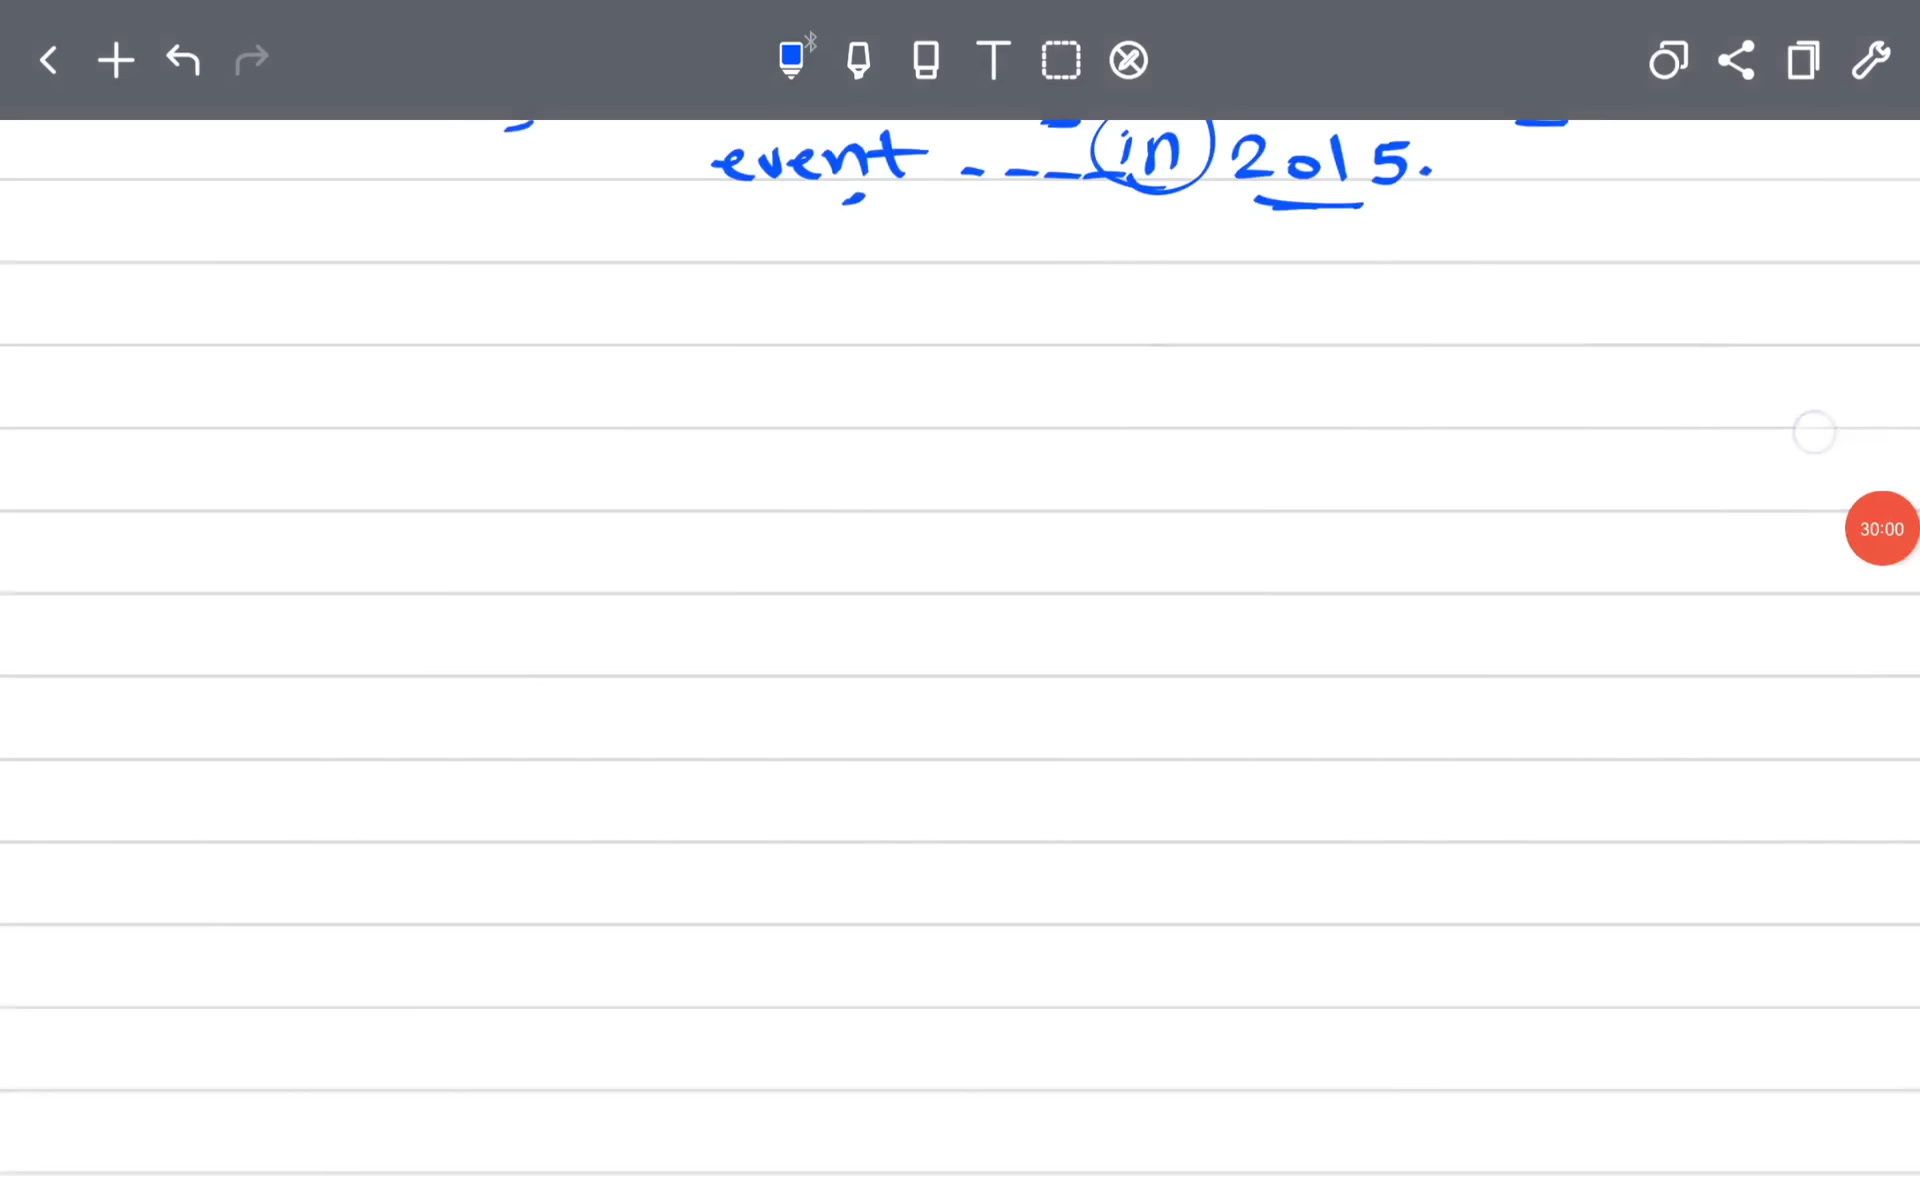 event ----- in 2015.
30:00